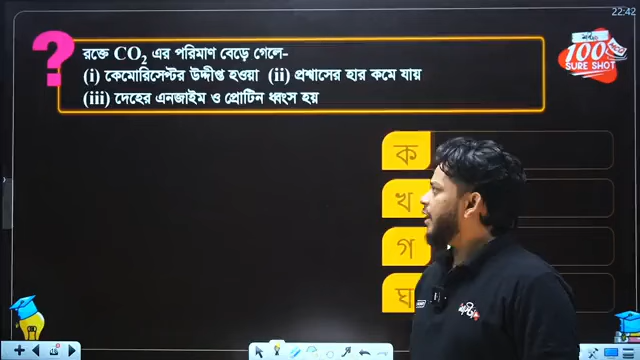 22:42
রক্তে CO2 এর পরিমাণ বেড়ে গেলে-
(i) কেমোরিসেপ্টর উদ্দীপ্ত হওয়া (ii) প্রশ্বাসের হার কমে যায়
(iii) দেহের এনজাইম ও প্রোটিন ধ্বংস হয়
100
SURE SHOT
ক
খ
গ
ঘ